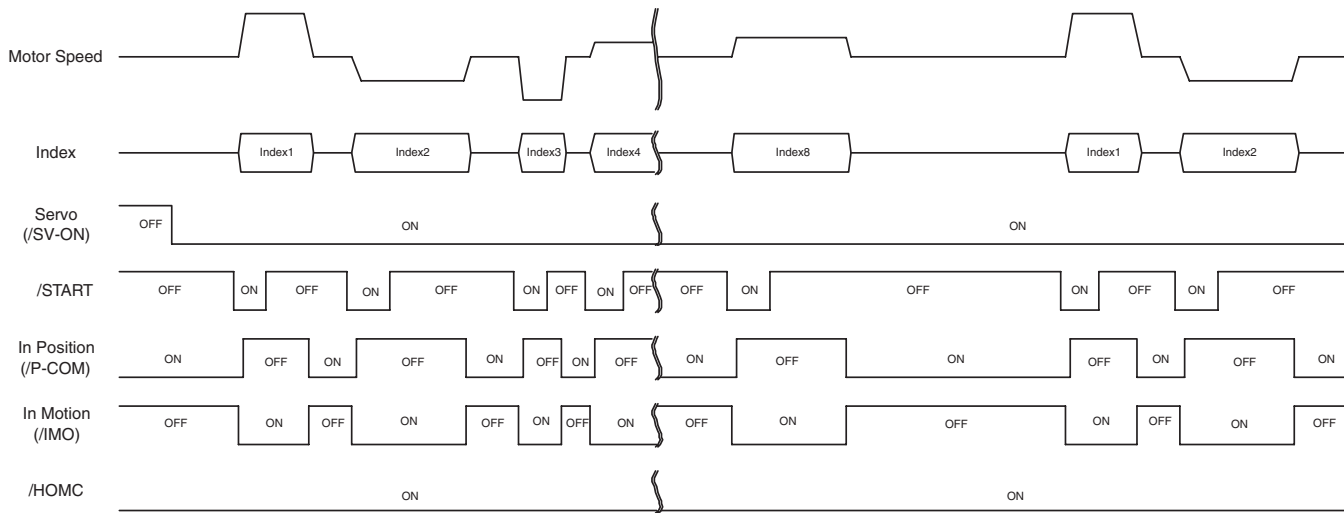 Motor Speed
Index
Index1
Index2
Index3
Index4
Index8
Index1
Index2
Servo
(/SV-ON)
OFF
ON
ON
/START
OFF
ON
OFF
ON
OFF
ON
OFF
ON
OFF
OFF
ON
OFF
ON
OFF
ON
OFF
In Position
(/P-COM)
ON
OFF
ON
OFF
ON
OFF
ON
OFF
ON
OFF
ON
OFF
ON
OFF
ON
In Motion
(/IMO)
OFF
ON
OFF
ON
OFF
ON
OFF
ON
OFF
ON
OFF
ON
OFF
ON
OFF
/HOMC
ON
ON